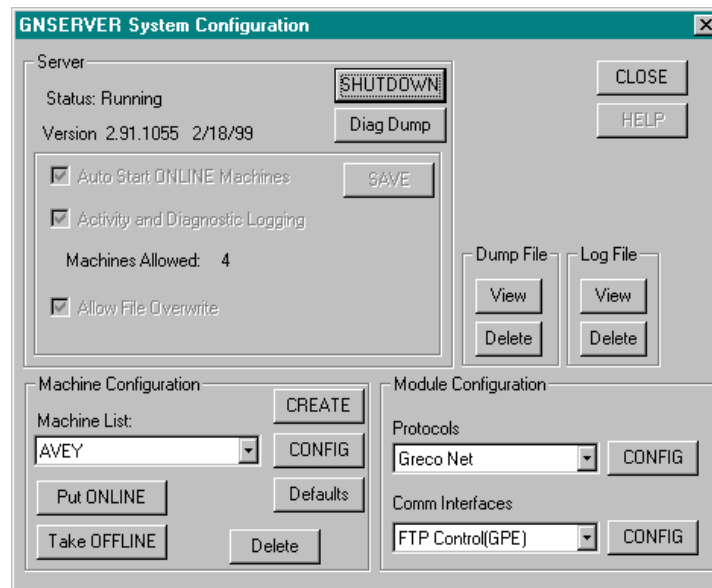 GNSERVER System Configuration
Server
Status: Running
SHUTDOWN
CLOSE
Version 2.91.1055 2/18/99
Diag Dump
HELP
Auto Start ONLINE Machines
SAVE
Activity and Diagnostic Logging
Machines Allowed: 4
Allow File Overwrite
Dump File
View
Delete
Log File
View
Delete
Machine Configuration
CREATE
Machine List:
AVEY
CONFIG
Put ONLINE
Defaults
Take OFFLINE
Delete
Module Configuration
Protocols
Greco Net
CONFIG
Comm Interfaces
FTP Control(GPE)
CONFIG